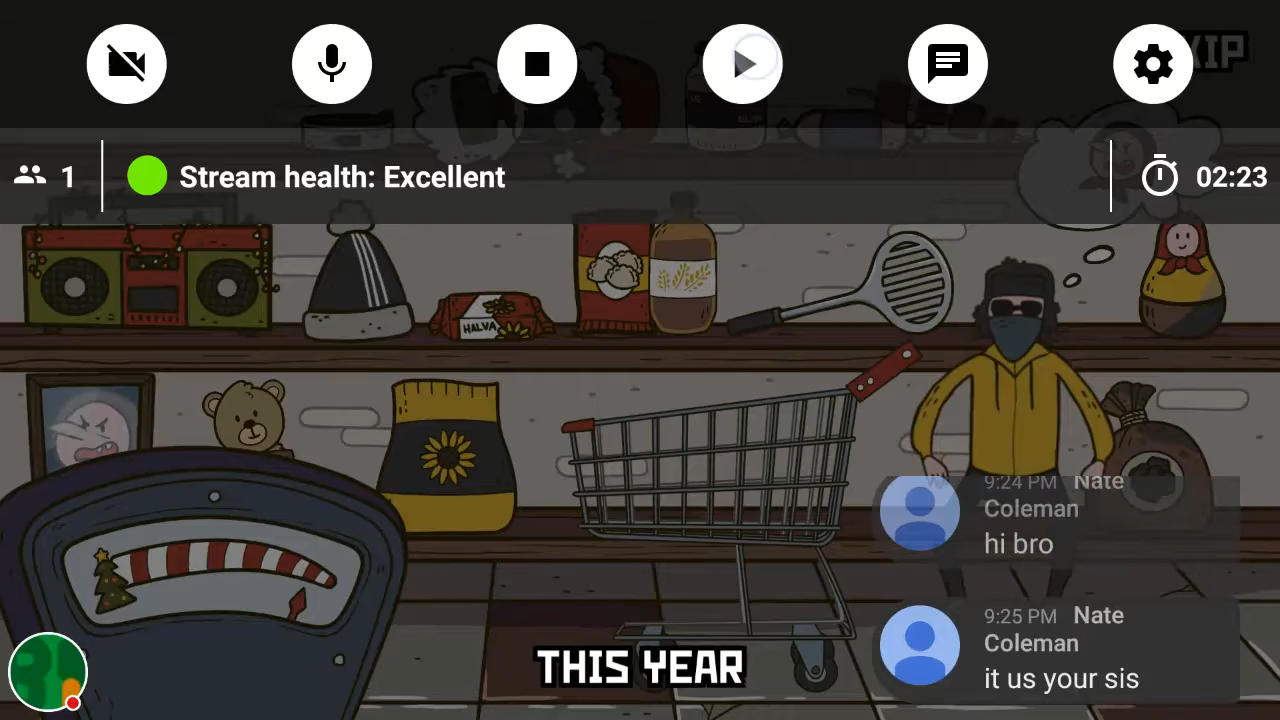 KIP
1
Stream health: Excellent
02:23
HALVA
9:24 PM Nate
Coleman
hi bro
9:25 PM Nate
Coleman
it us your sis
THIS YEAR